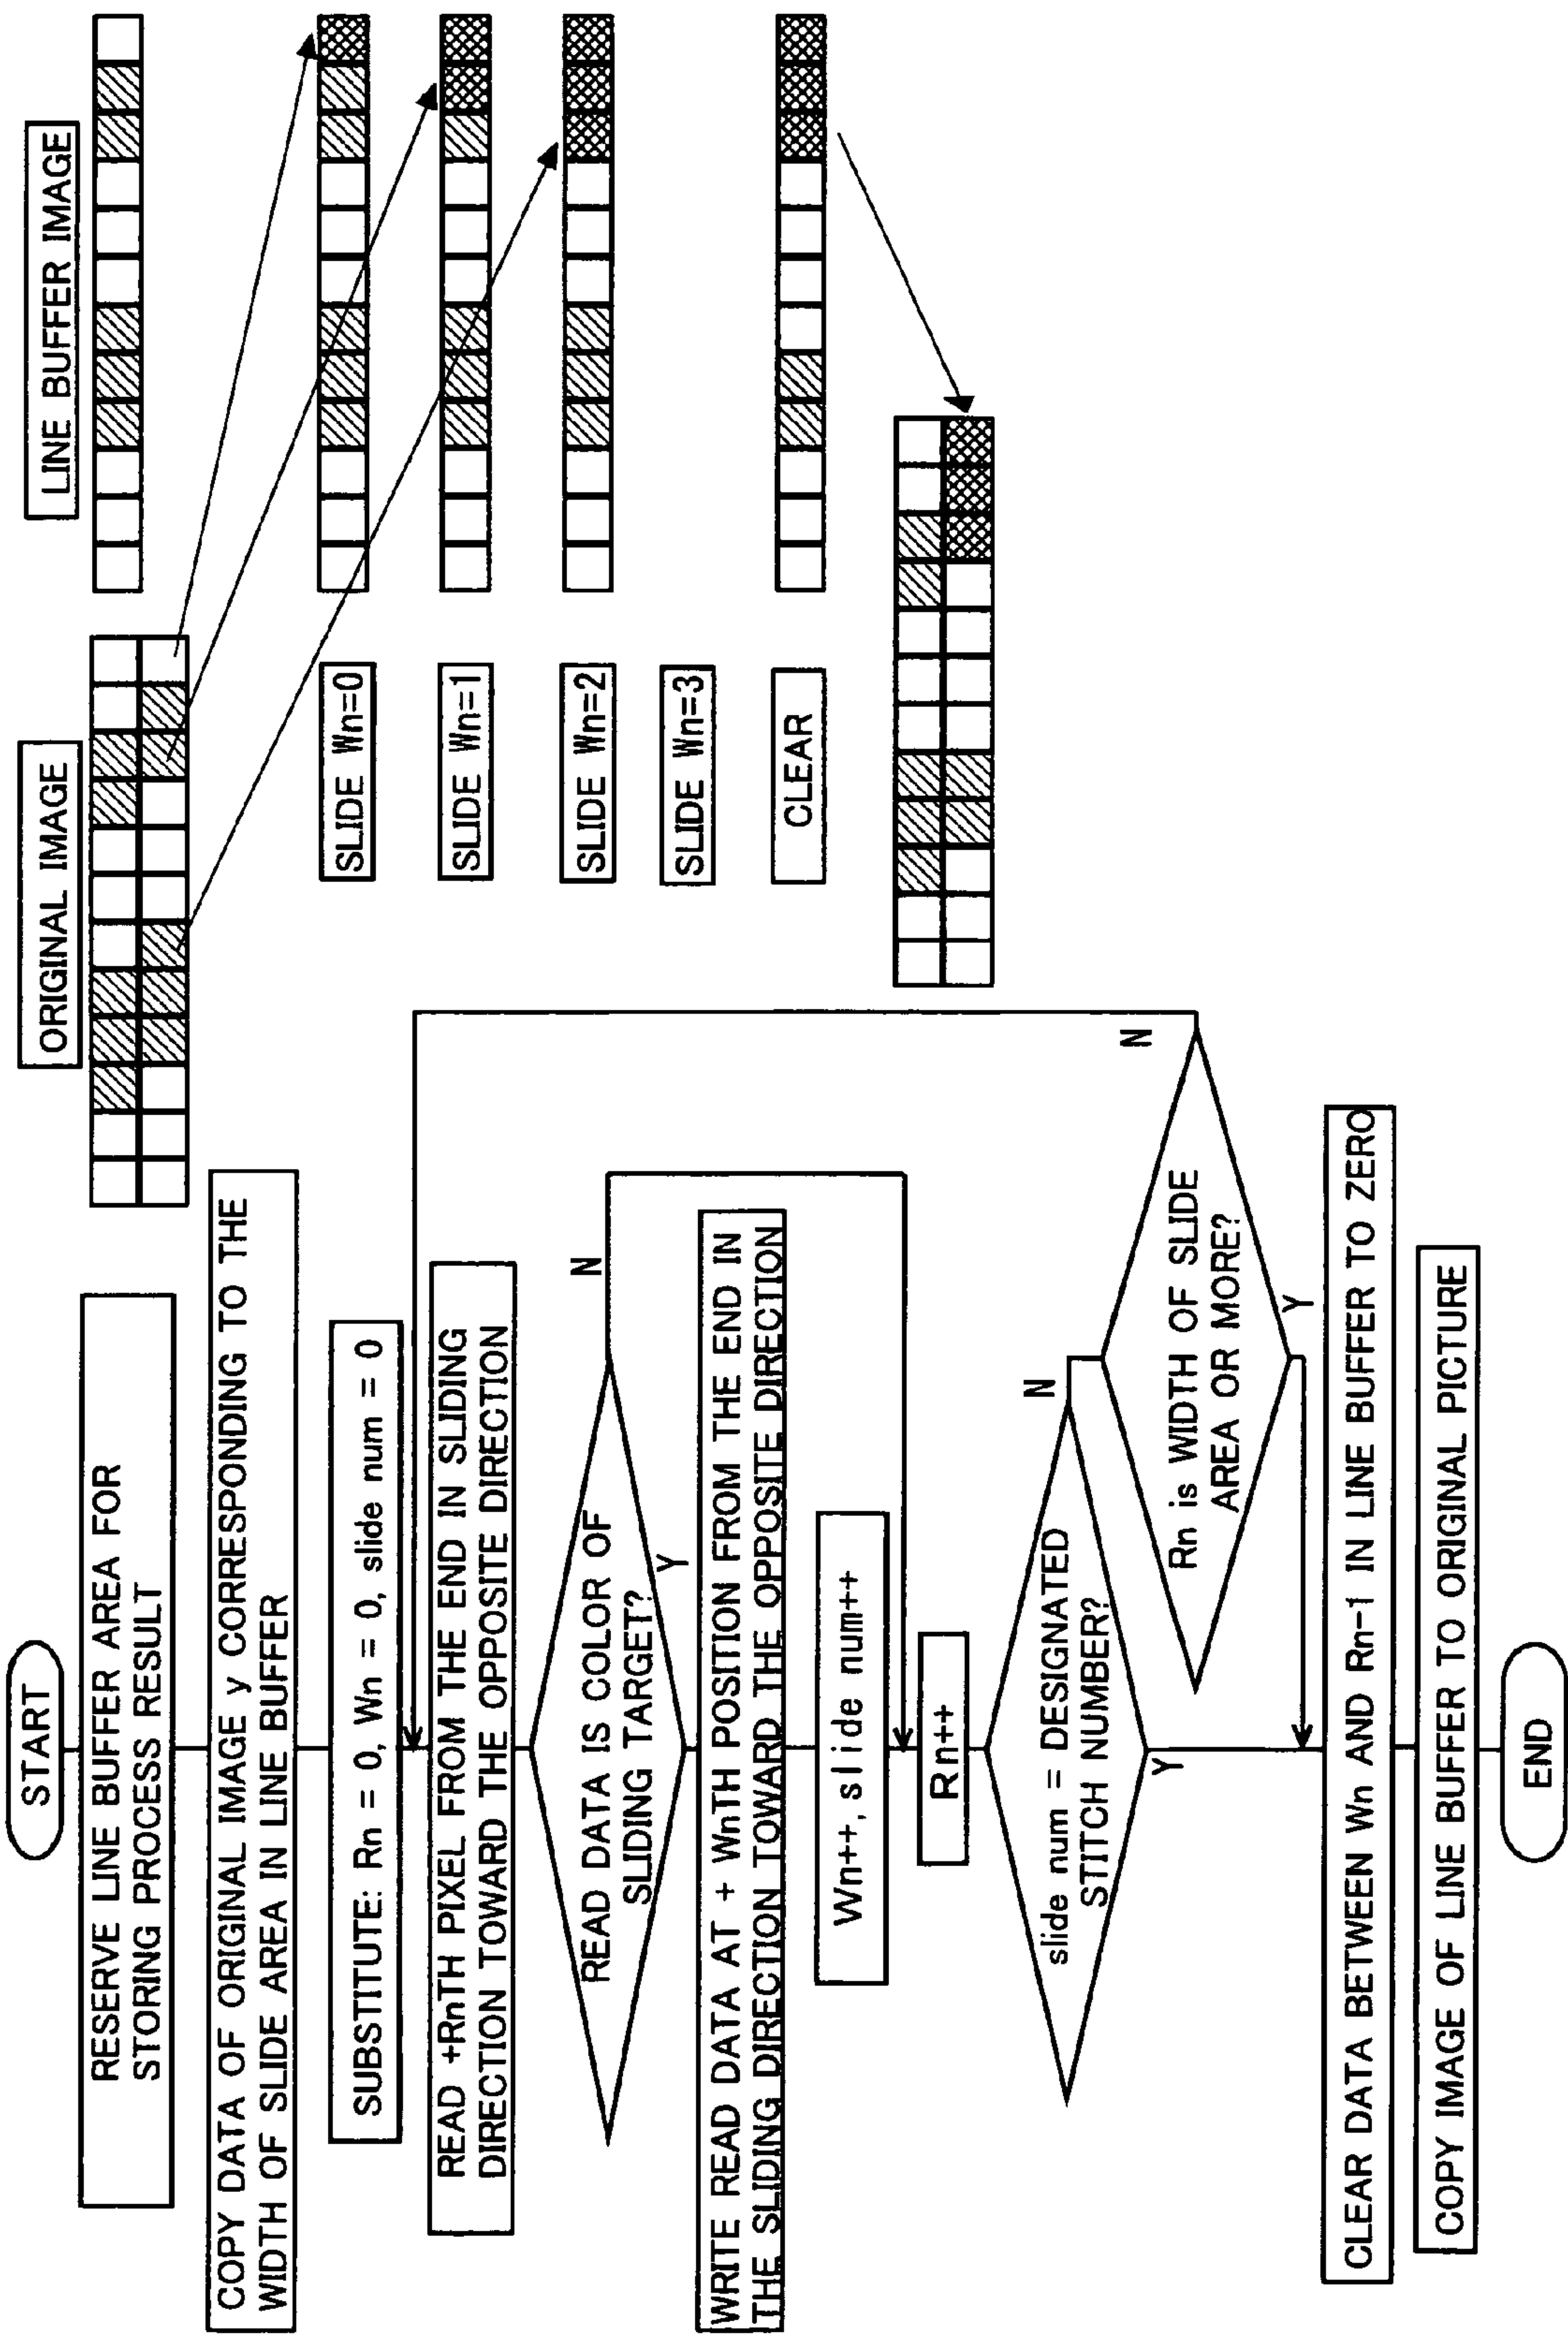 START
RESERVE LINE BUFFER AREA FOR
STORING PROCESS RESULT
COPY DATA OF ORIGINAL IMAGE y CORRESPONDING TO THE
WIDTH OF SLIDE AREA IN LINE BUFFER
SUBSTITUTE: Rn = 0, Wn = 0, slide num = 0
READ +RnTH PIXEL FROM THE END IN SLIDING
DIRECTION TOWARD THE OPPOSITE DIRECTION
READ DATA IS COLOR OF
SLIDING TARGET?
N
Y
WRITE READ DATA AT + WnTH POSITION FROM THE END IN
THE SLIDING DIRECTION TOWARD THE OPPOSITE DIRECTION
Wn++, slide num++
Rn++
slide num = DESIGNATED
STITCH NUMBER?
N
Y
Rn is WIDTH OF SLIDE
AREA OR MORE?
N
Y
CLEAR DATA BETWEEN Wn AND Rn-1 IN LINE BUFFER TO ZERO
COPY IMAGE OF LINE BUFFER TO ORIGINAL PICTURE
END
ORIGINAL IMAGE
LINE BUFFER IMAGE
SLIDE Wn=0
SLIDE Wn=1
SLIDE Wn=2
SLIDE Wn=3
CLEAR